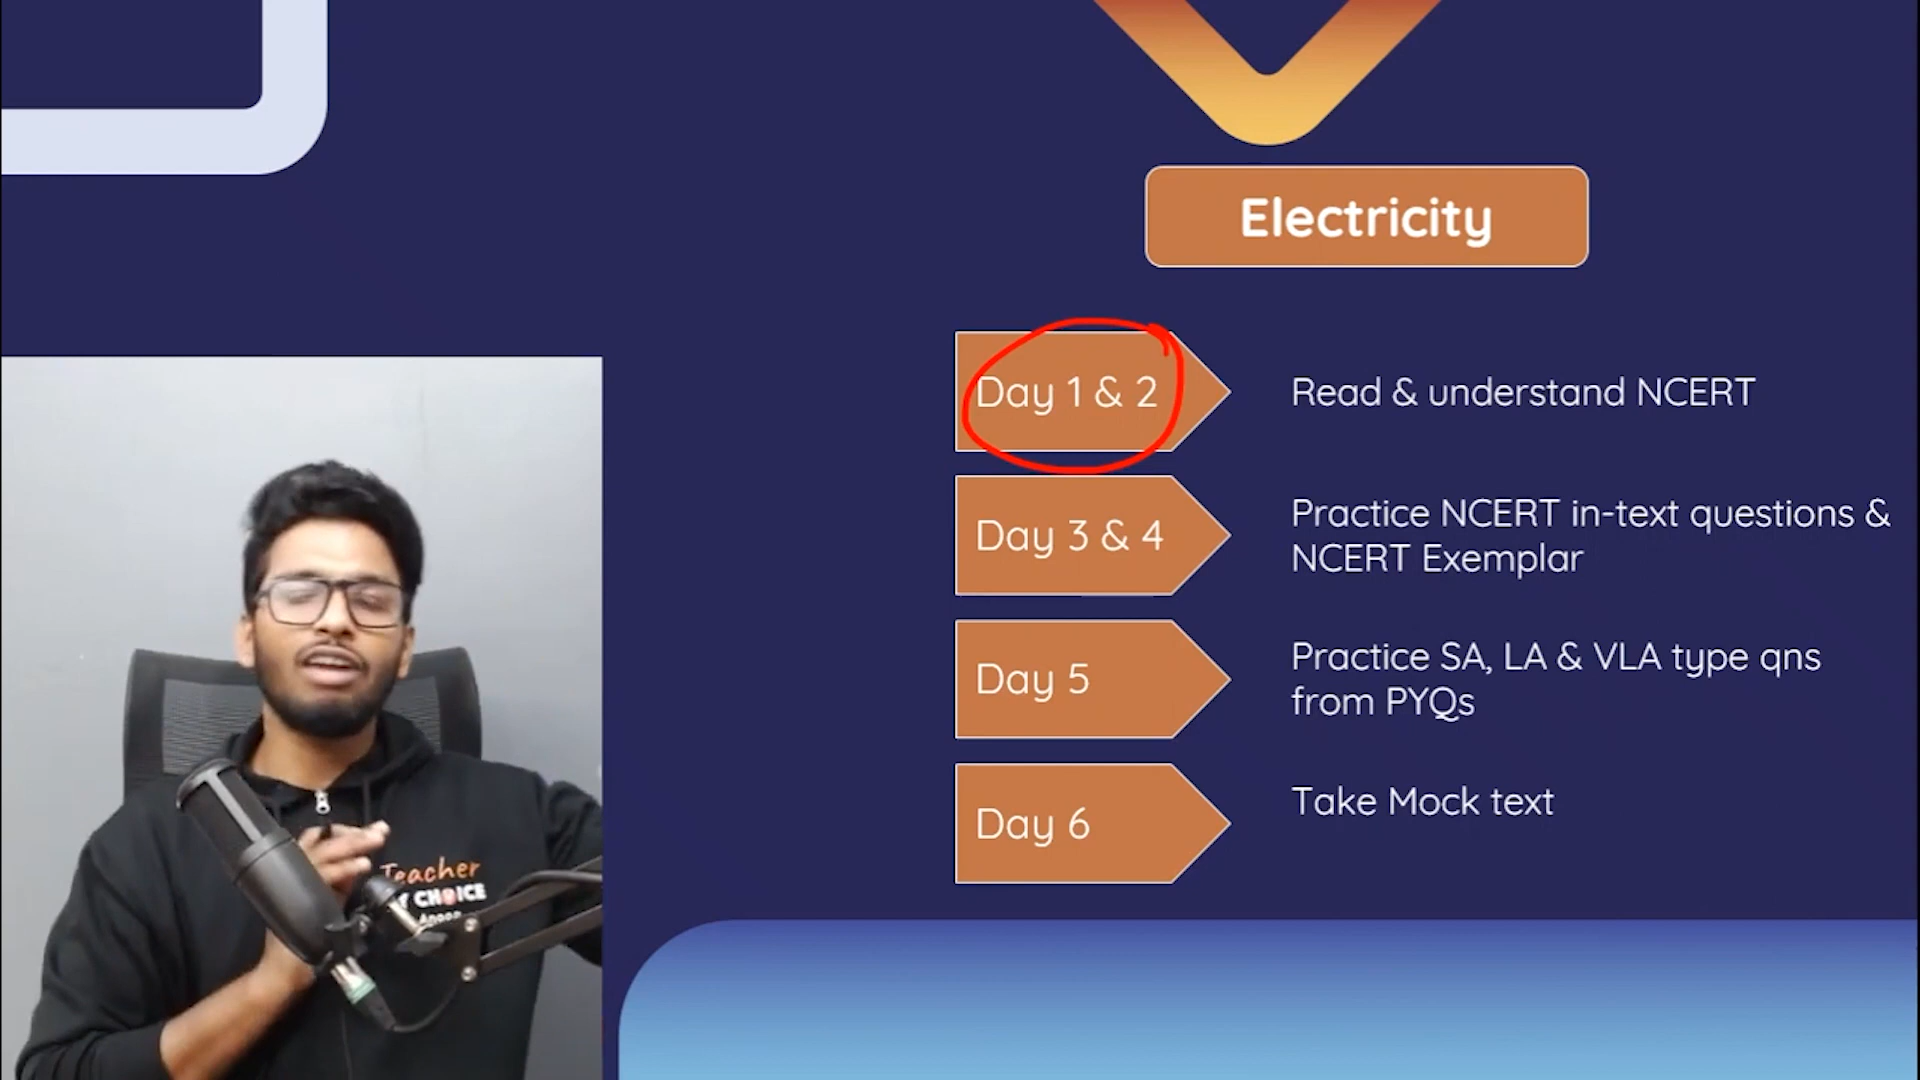 Electricity
Day 1 & 2
Read & understand NCERT
Day 3 & 4
Practice NCERT in-text questions &
NCERT Exemplar
Day 5
Practice SA, LA & VLA type qns
from PYQs
Day 6
Take Mock text
Teacher
CHOICE